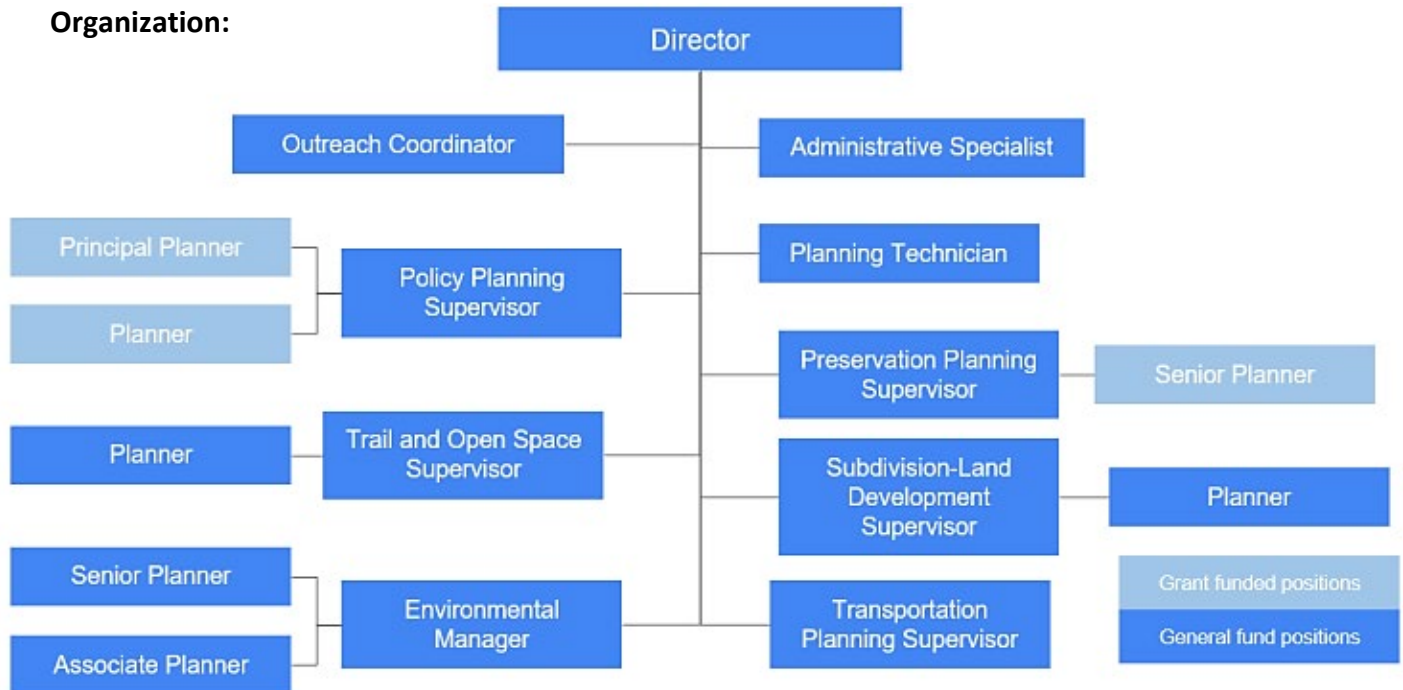 Organization:
Director
Outreach Coordinator
Administrative Specialist
Principal Planner
Planner
Policy Planning
Supervisor
Planning Technician
Preservation Planning
Supervisor
Senior Planner
Planner
Trail and Open Space
Supervisor
Subdivision-Land
Development
Supervisor
Planner
Senior Planner
Associate Planner
Environmental
Manager
Transportation
Planning Supervisor
Grant funded positions
General fund positions